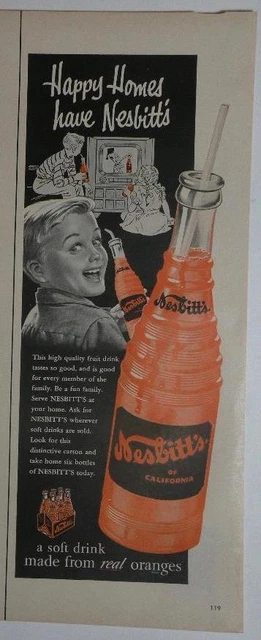 Happy Homes
have Nesbitt's
Nesbitt's
This high quality fruit drink
tastes so good, and is good
for every member of the
family. Be a fun family.
Serve NESBITT'S at
your home. Ask for
NESBITT'S wherever
soft drinks are sold.
Look for this
distinctive carton and
take home six bottles
of NESBITT'S today.
Nesbitt's
OF
CALIFORNIA
a soft drink
made from real oranges
119